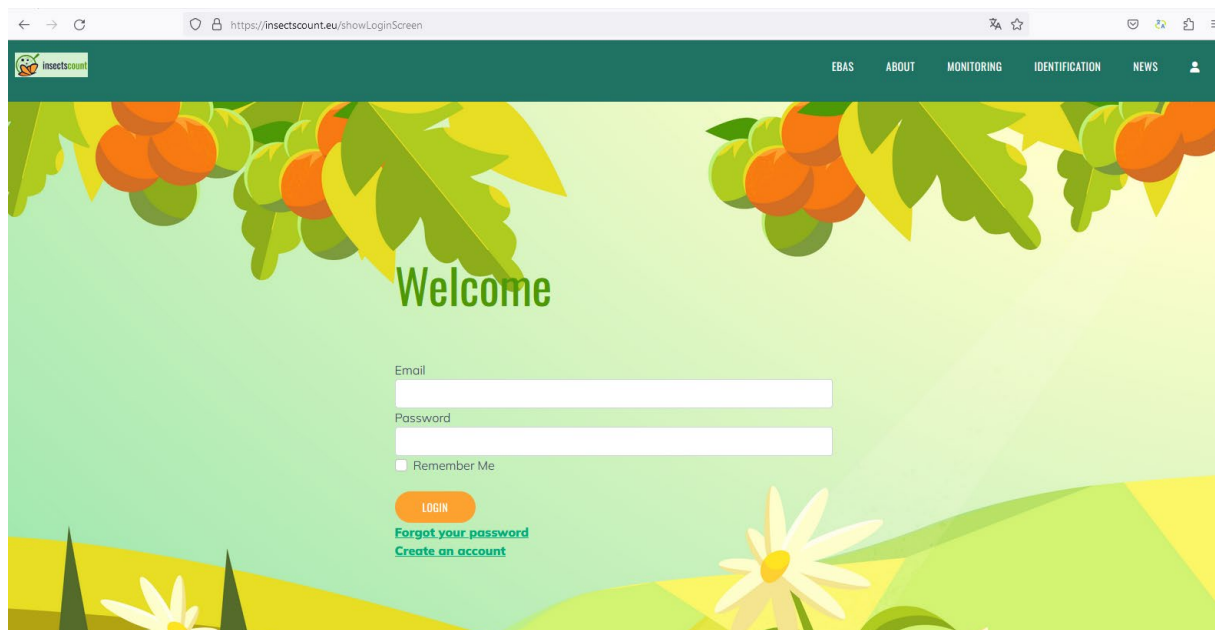 https://insectscount.eu/showLoginScreen
insectscount
EBAS ABOUT MONITORING IDENTIFICATION NEWS
Welcome
Email
Password
Remember Me
LOGIN
Forgot your password
Create an account